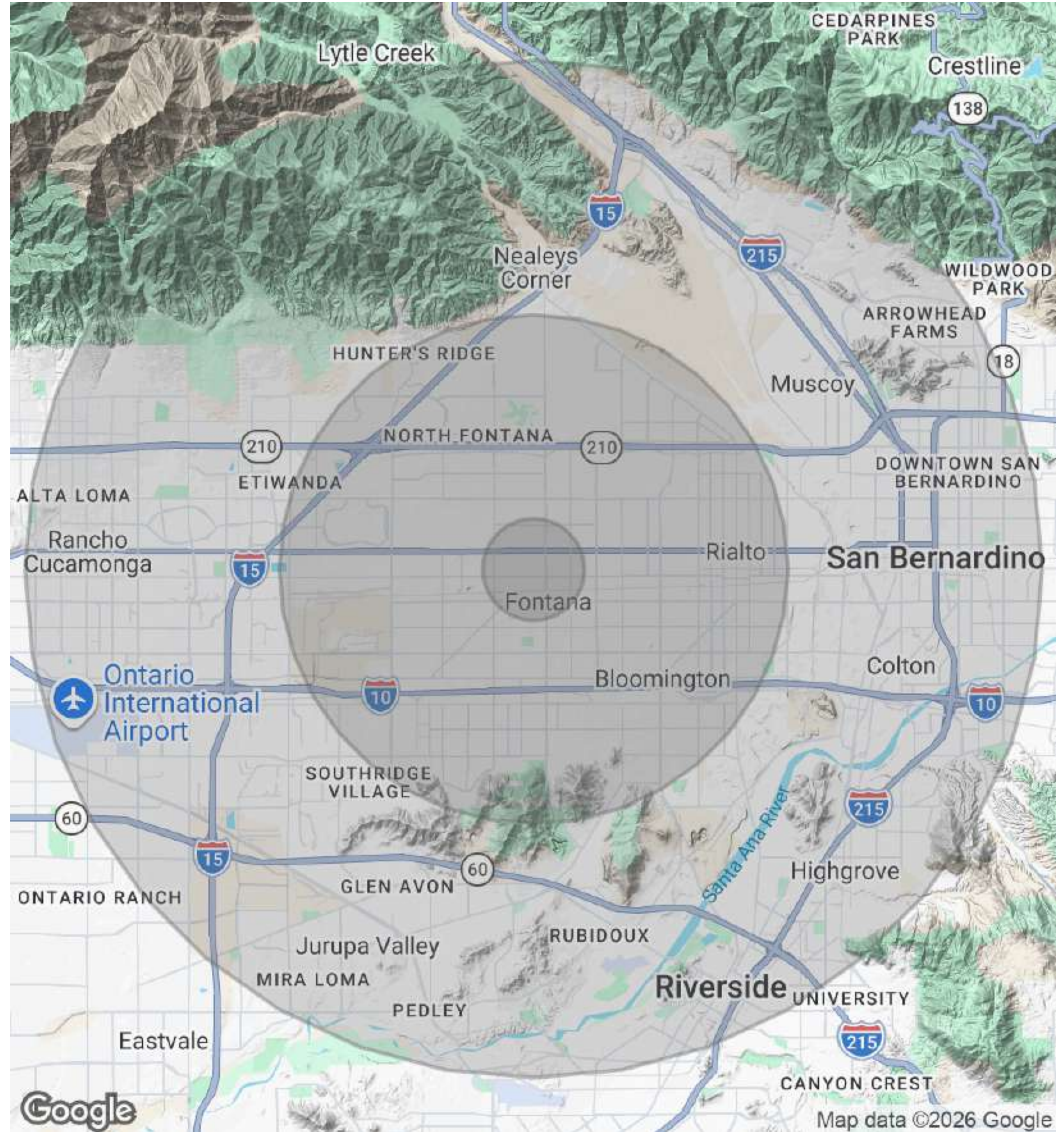 CEDARPINES
PARK
Lytle Creek
Crestline
138
15
215
Nealeys
Corner
WILDWOOD
PARK
ARROWHEAD
FARMS
HUNTER'S RIDGE
18
Muscoy
NORTH FONTANA
210
210
ETIWANDA
DOWNTOWN SAN
BERNARDINO
ALTA LOMA
Rancho
Cucamonga
Rialto
San Bernardino
15
Fontana
Colton
Ontario
International
Airport
Bloomington
10
10
SOUTHRIDGE
VILLAGE
60
215
Santa Ana River
15
60
Highgrove
GLEN AVON
ONTARIO RANCH
RUBIDOUX
Jurupa Valley
MIRA LOMA
Riverside
UNIVERSITY
PEDLEY
Eastvale
215
CANYON CREST
Google
Map data ©2026 Google